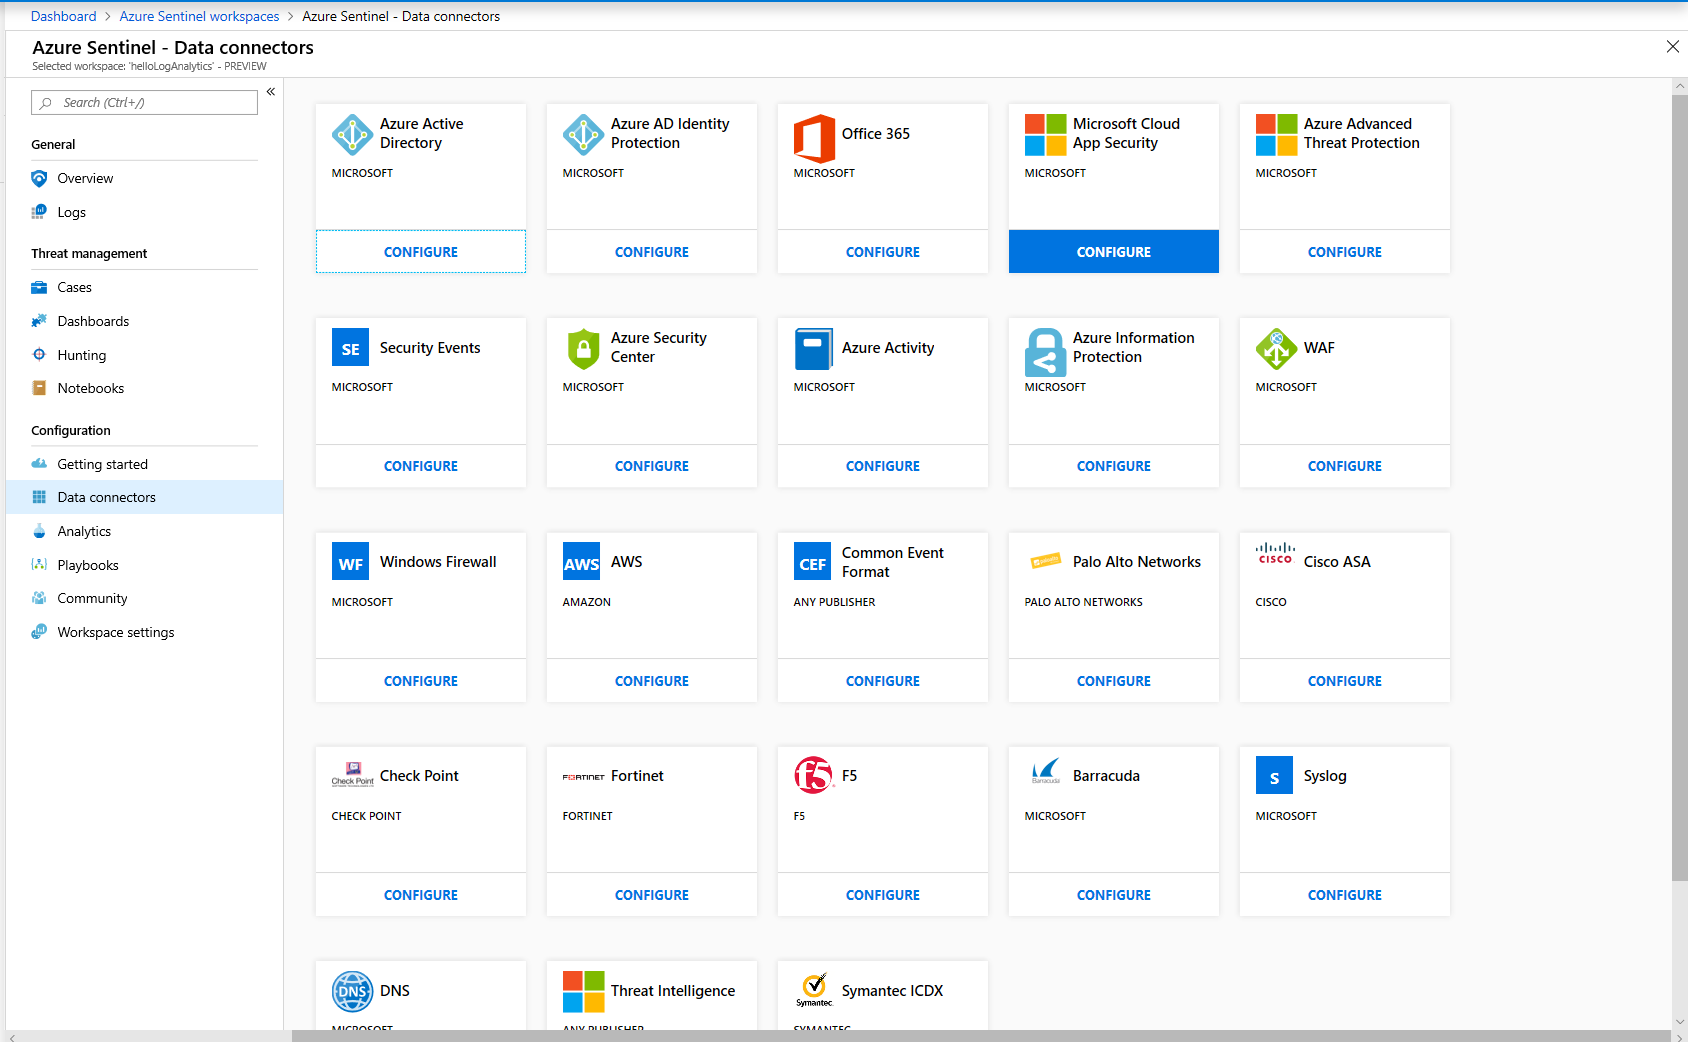 Dashboard > Azure Sentinel workspaces > Azure Sentinel - Data connectors
Azure Sentinel - Data connectors
Selected workspace: 'helloLogAnalytics' - PREVIEW
Search (Ctrl+/)
General
Overview
Logs
Threat management
Cases
Dashboards
Hunting
Notebooks
Configuration
Getting started
Data connectors
Analytics
Playbooks
Community
Workspace settings
Azure Active
Directory
MICROSOFT
CONFIGURE
Azure AD Identity
Protection
MICROSOFT
CONFIGURE
Office 365
MICROSOFT
CONFIGURE
Microsoft Cloud
App Security
MICROSOFT
CONFIGURE
Azure Advanced
Threat Protection
MICROSOFT
CONFIGURE
SE
Security Events
MICROSOFT
CONFIGURE
Azure Security
Center
MICROSOFT
CONFIGURE
Azure Activity
MICROSOFT
CONFIGURE
Azure Information
Protection
MICROSOFT
CONFIGURE
WAF
MICROSOFT
CONFIGURE
WF
Windows Firewall
MICROSOFT
CONFIGURE
AWS
AWS
AMAZON
CONFIGURE
CEF
Common Event
Format
ANY PUBLISHER
CONFIGURE
Palo Alto Networks
PALO ALTO NETWORKS
CONFIGURE
CISCO
Cisco ASA
CISCO
CONFIGURE
Check Point
Check Point
CHECK POINT
CONFIGURE
FORTINET
Fortinet
FORTINET
CONFIGURE
f5
F5
F5
CONFIGURE
Barracuda
Barracuda
MICROSOFT
CONFIGURE
S
Syslog
MICROSOFT
CONFIGURE
DNS
DNS
MICROSOFT
Threat Intelligence
ANY PUBLISHER
Symantec.
Symantec ICDX
SYMANTEC